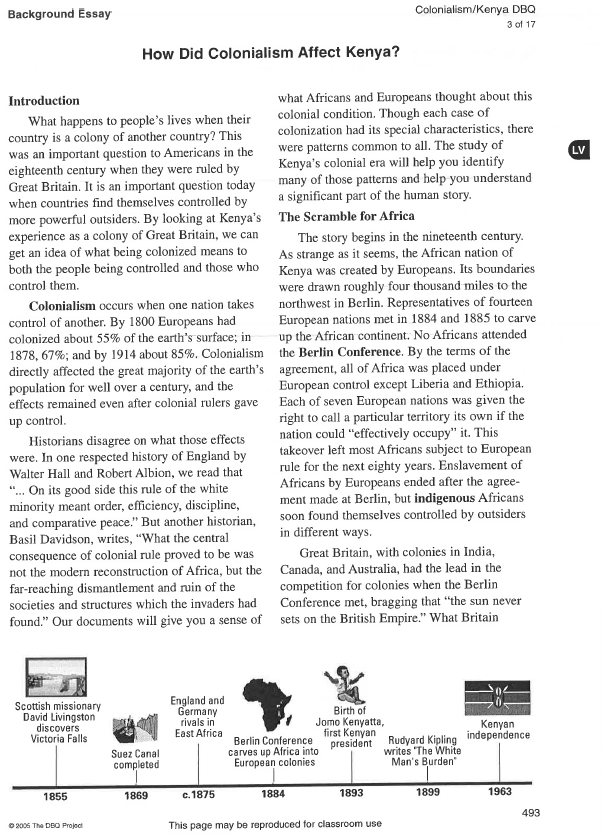 Background Essay
Colonialism/Kenya DBQ
3 of 17
How Did Colonialism Affect Kenya?
Introduction
What happens to people's lives when their
country is a colony of another country? This
was an important question to Americans in the
eighteenth century when they were ruled by
Great Britain. It is an important question today
when countries find themselves controlled by
more powerful outsiders. By looking at Kenya's
experience as a colony of Great Britain, we can
get an idea of what being colonized means to
both the people being controlled and those who
control them.
Colonialism occurs when one nation takes
control of another. By 1800 Europeans had
colonized about 55% of the earth's surface; in
1878, 67%; and by 1914 about 85%. Colonialism
directly affected the great majority of the earth's
population for well over a century, and the
effects remained even after colonial rulers gave
up control.
Historians disagree on what those effects
were. In one respected history of England by
Walter Hall and Robert Albion, we read that
"... On its good side this rule of the white
minority meant order, efficiency, discipline,
and comparative peace." But another historian,
Basil Davidson, writes, "What the central
consequence of colonial rule proved to be was
not the modern reconstruction of Africa, but the
far-reaching dismantlement and ruin of the
societies and structures which the invaders had
found." Our documents will give you a sense of
what Africans and Europeans thought about this
colonial condition. Though each case of
colonization had its special characteristics, there
were patterns common to all. The study of
Kenya's colonial era will help you identify
many of those patterns and help you understand
a significant part of the human story.
LV
The Scramble for Africa
The story begins in the nineteenth century.
As strange as it seems, the African nation of
Kenya was created by Europeans. Its boundaries
were drawn roughly four thousand miles to the
northwest in Berlin. Representatives of fourteen
European nations met in 1884 and 1885 to carve
up the African continent. No Africans attended
the Berlin Conference. By the terms of the
agreement, all of Africa was placed under
European control except Liberia and Ethiopia.
Each of seven European nations was given the
right to call a particular territory its own if the
nation could "effectively occupy" it. This
takeover left most Africans subject to European
rule for the next eighty years. Enslavement of
Africans by Europeans ended after the agree-
ment made at Berlin, but indigenous Africans
soon found themselves controlled by outsiders
in different ways.
Great Britain, with colonies in India,
Canada, and Australia, had the lead in the
competition for colonies when the Berlin
Conference met, bragging that "the sun never
sets on the British Empire." What Britain
Scottish missionary
David Livingston
discovers
Victoria Falls
1855
Suez Canal
completed
1869
England and
Germany
rivals in
East Africa
c.1875
Berlin Conference
carves up Africa into
European colonies
1884
Birth of
Jomo Kenyatta,
first Kenyan
president
1893
Rudyard Kipling
writes "The White
Man's Burden"
1899
Kenyan
independence
1963
493
© 2005 The DBQ Project
This page may be reproduced for classroom use